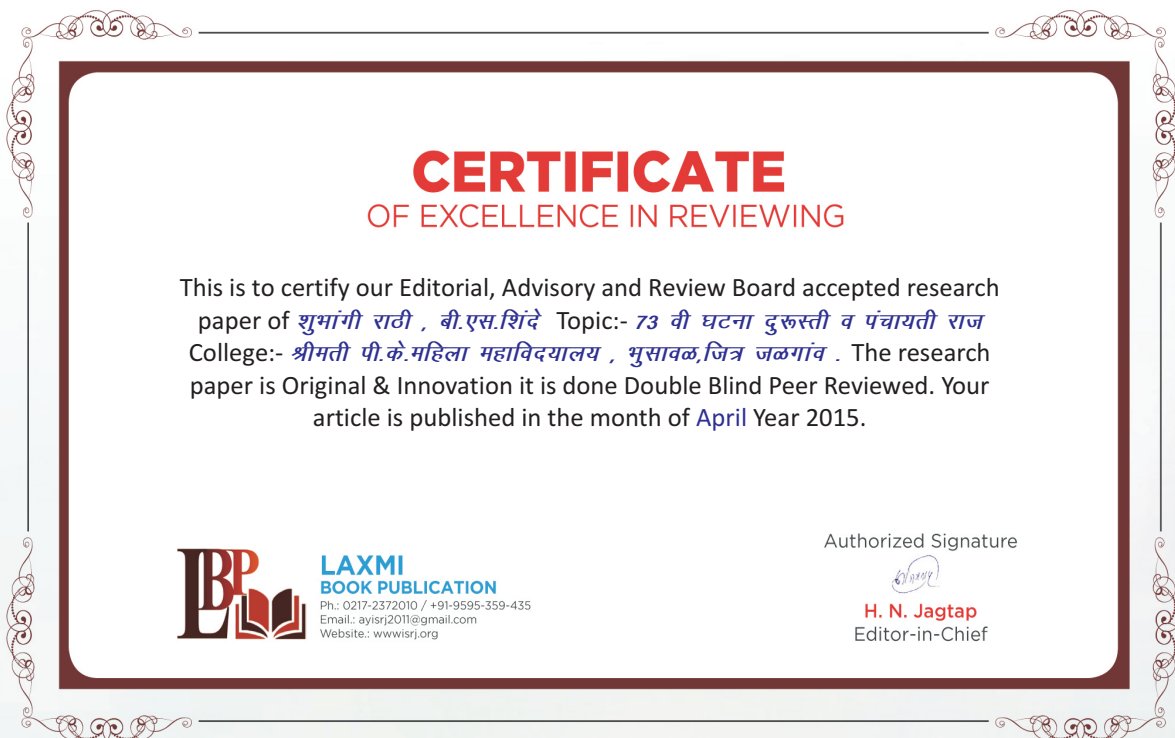 CERTIFICATE
OF EXCELLENCE IN REVIEWING
This is to certify our Editorial, Advisory and Review Board accepted research
paper of शुभांगी राठी , बी.एस.शिंदे Topic:- 73 वी घटना दुरूस्ती व पंचायती राज
College:- श्रीमती पी.के.महिला महाविदयालय , भुसावळ,जित्र जळगांव . The research
paper is Original & Innovation it is done Double Blind Peer Reviewed. Your
article is published in the month of April Year 2015.
LBP
LAXMI
BOOK PUBLICATION
Ph.: 0217-2372010 / +91-9595-359-435
Email.: ayisrj2011@gmail.com
Website.: wwwisrj.org
Authorized Signature
H. N. Jagtap
Editor-in-Chief